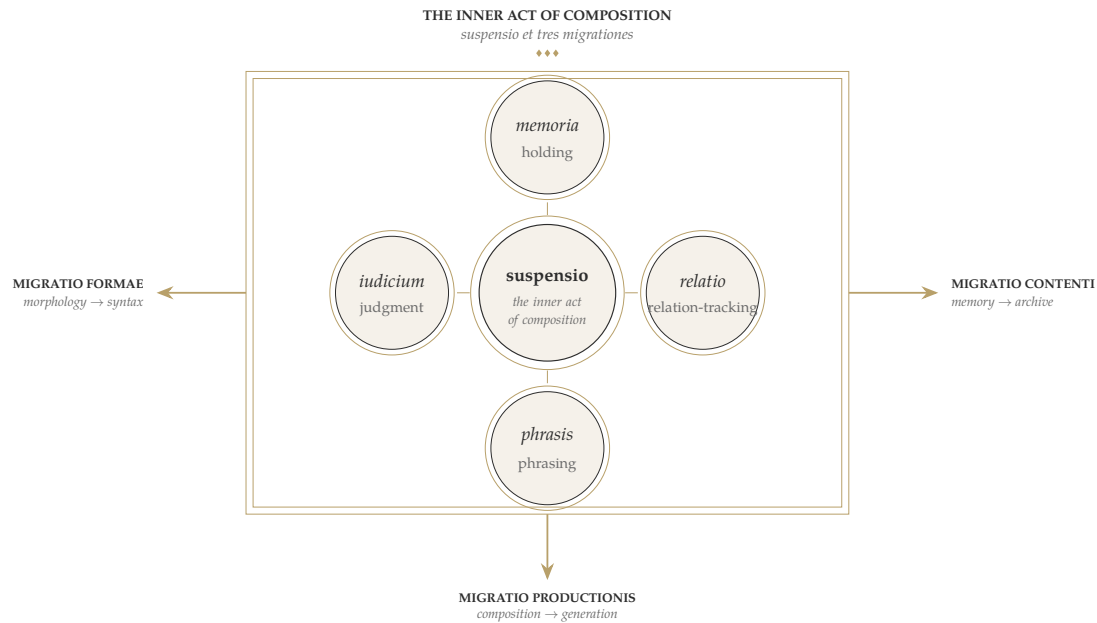 THE INNER ACT OF COMPOSITION
suspensio et tres migrationes
memoria
holding
iudicium
judgment
suspensio
the inner act
of composition
relatio
relation-tracking
MIGRATIO FORMAE
morphology → syntax
MIGRATIO CONTENTI
memory → archive
phrasis
phrasing
MIGRATIO PRODUCTIONIS
composition → generation